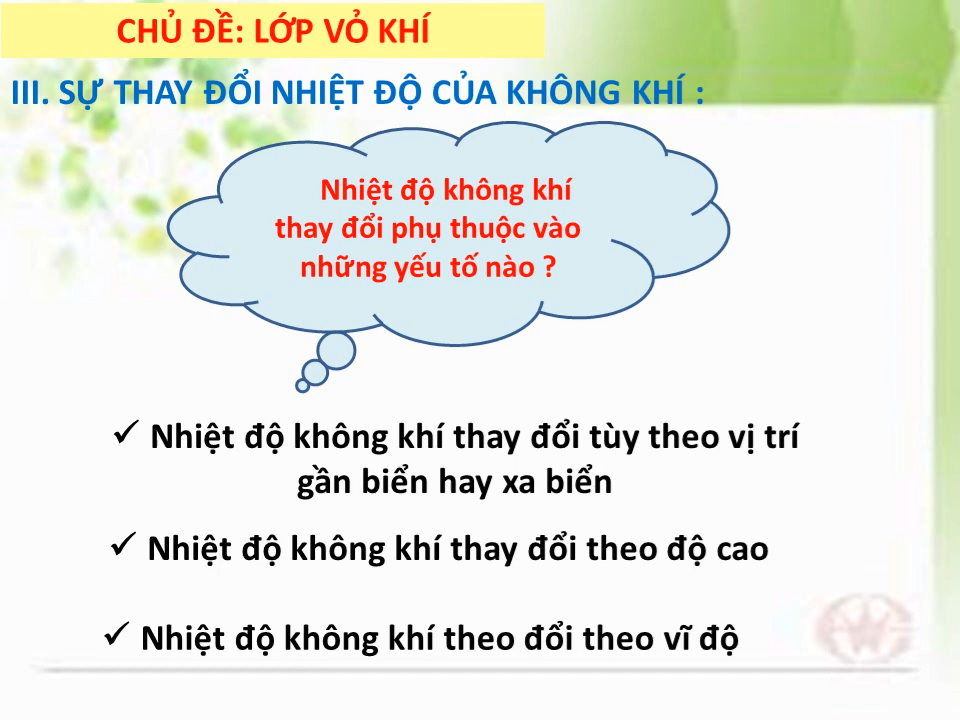 CHỦ ĐỀ: LỚP VỎ KHÍ
III. SỰ THAY ĐỔI NHIỆT ĐỘ CỦA KHÔNG KHÍ :
Nhiệt độ không khí
thay đổi phụ thuộc vào
những yếu tố nào ?
✓ Nhiệt độ không khí thay đổi tùy theo vị trí
gần biển hay xa biển
✓ Nhiệt độ không khí thay đổi theo độ cao
✓ Nhiệt độ không khí theo đổi theo vĩ độ